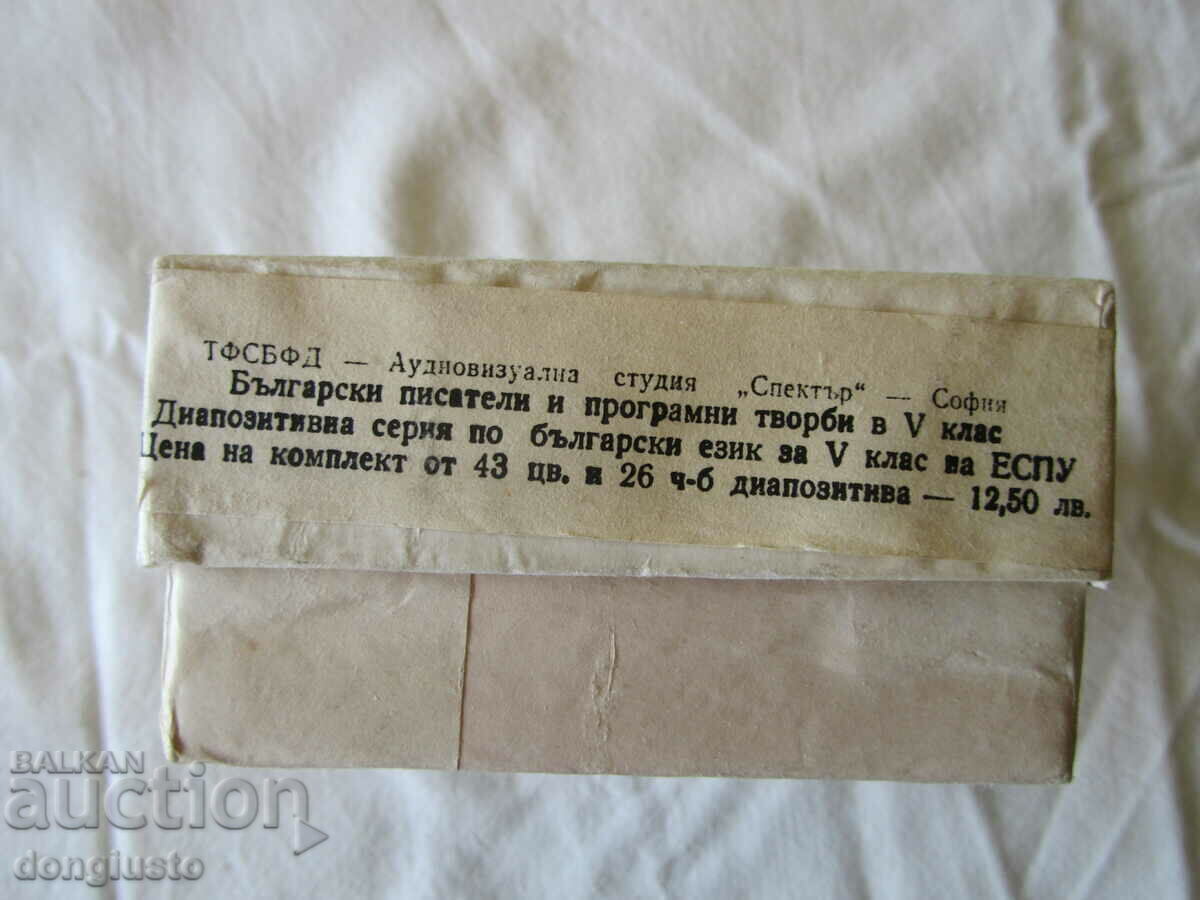 ТФСБФД — Аудиовизуална студия „Спектър“ — София
Български писатели и програмни творби в V клас
Диапозитивна серия по български език за V клас на ЕСПУ
Цена на комплект от 43 цв. и 26 ч-б диапозитива — 12,50 лв.
BALKAN
auction
dongiusto